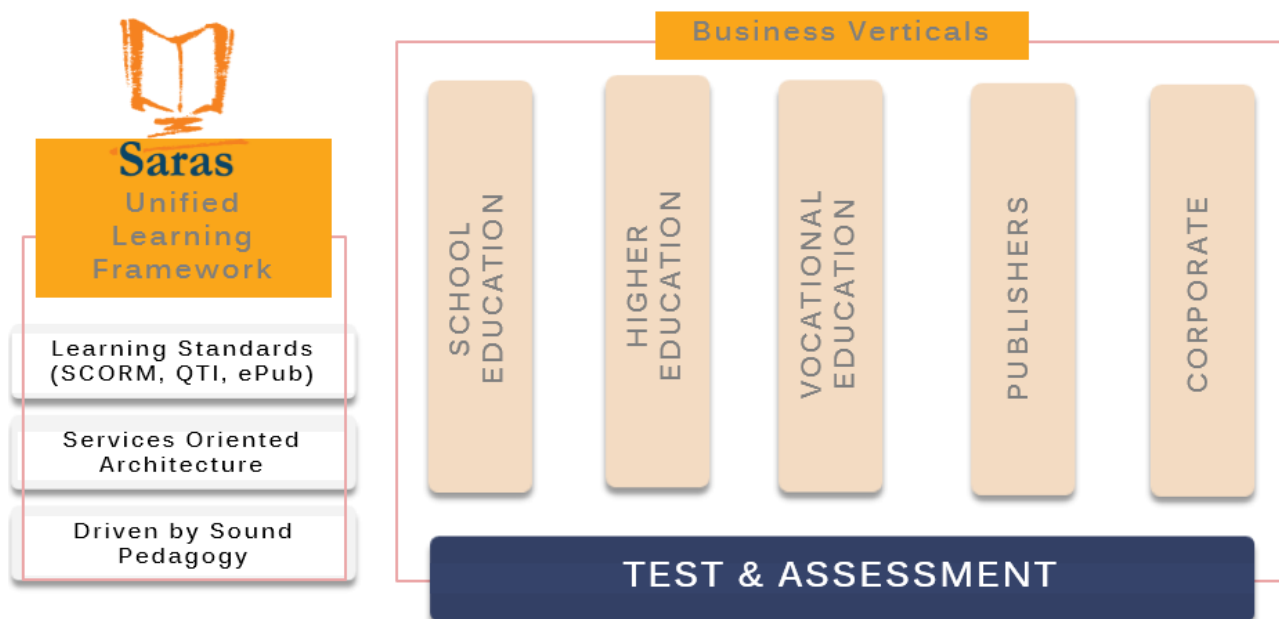 Saras
Unified
Learning
Framework
Learning Standards
(SCORM, QTI, ePub)
Services Oriented
Architecture
Driven by Sound
Pedagogy
Business Verticals
SCHOOL
EDUCATION
HIGHER
EDUCATION
VOCATIONAL
EDUCATION
PUBLISHERS
CORPORATE
TEST & ASSESSMENT